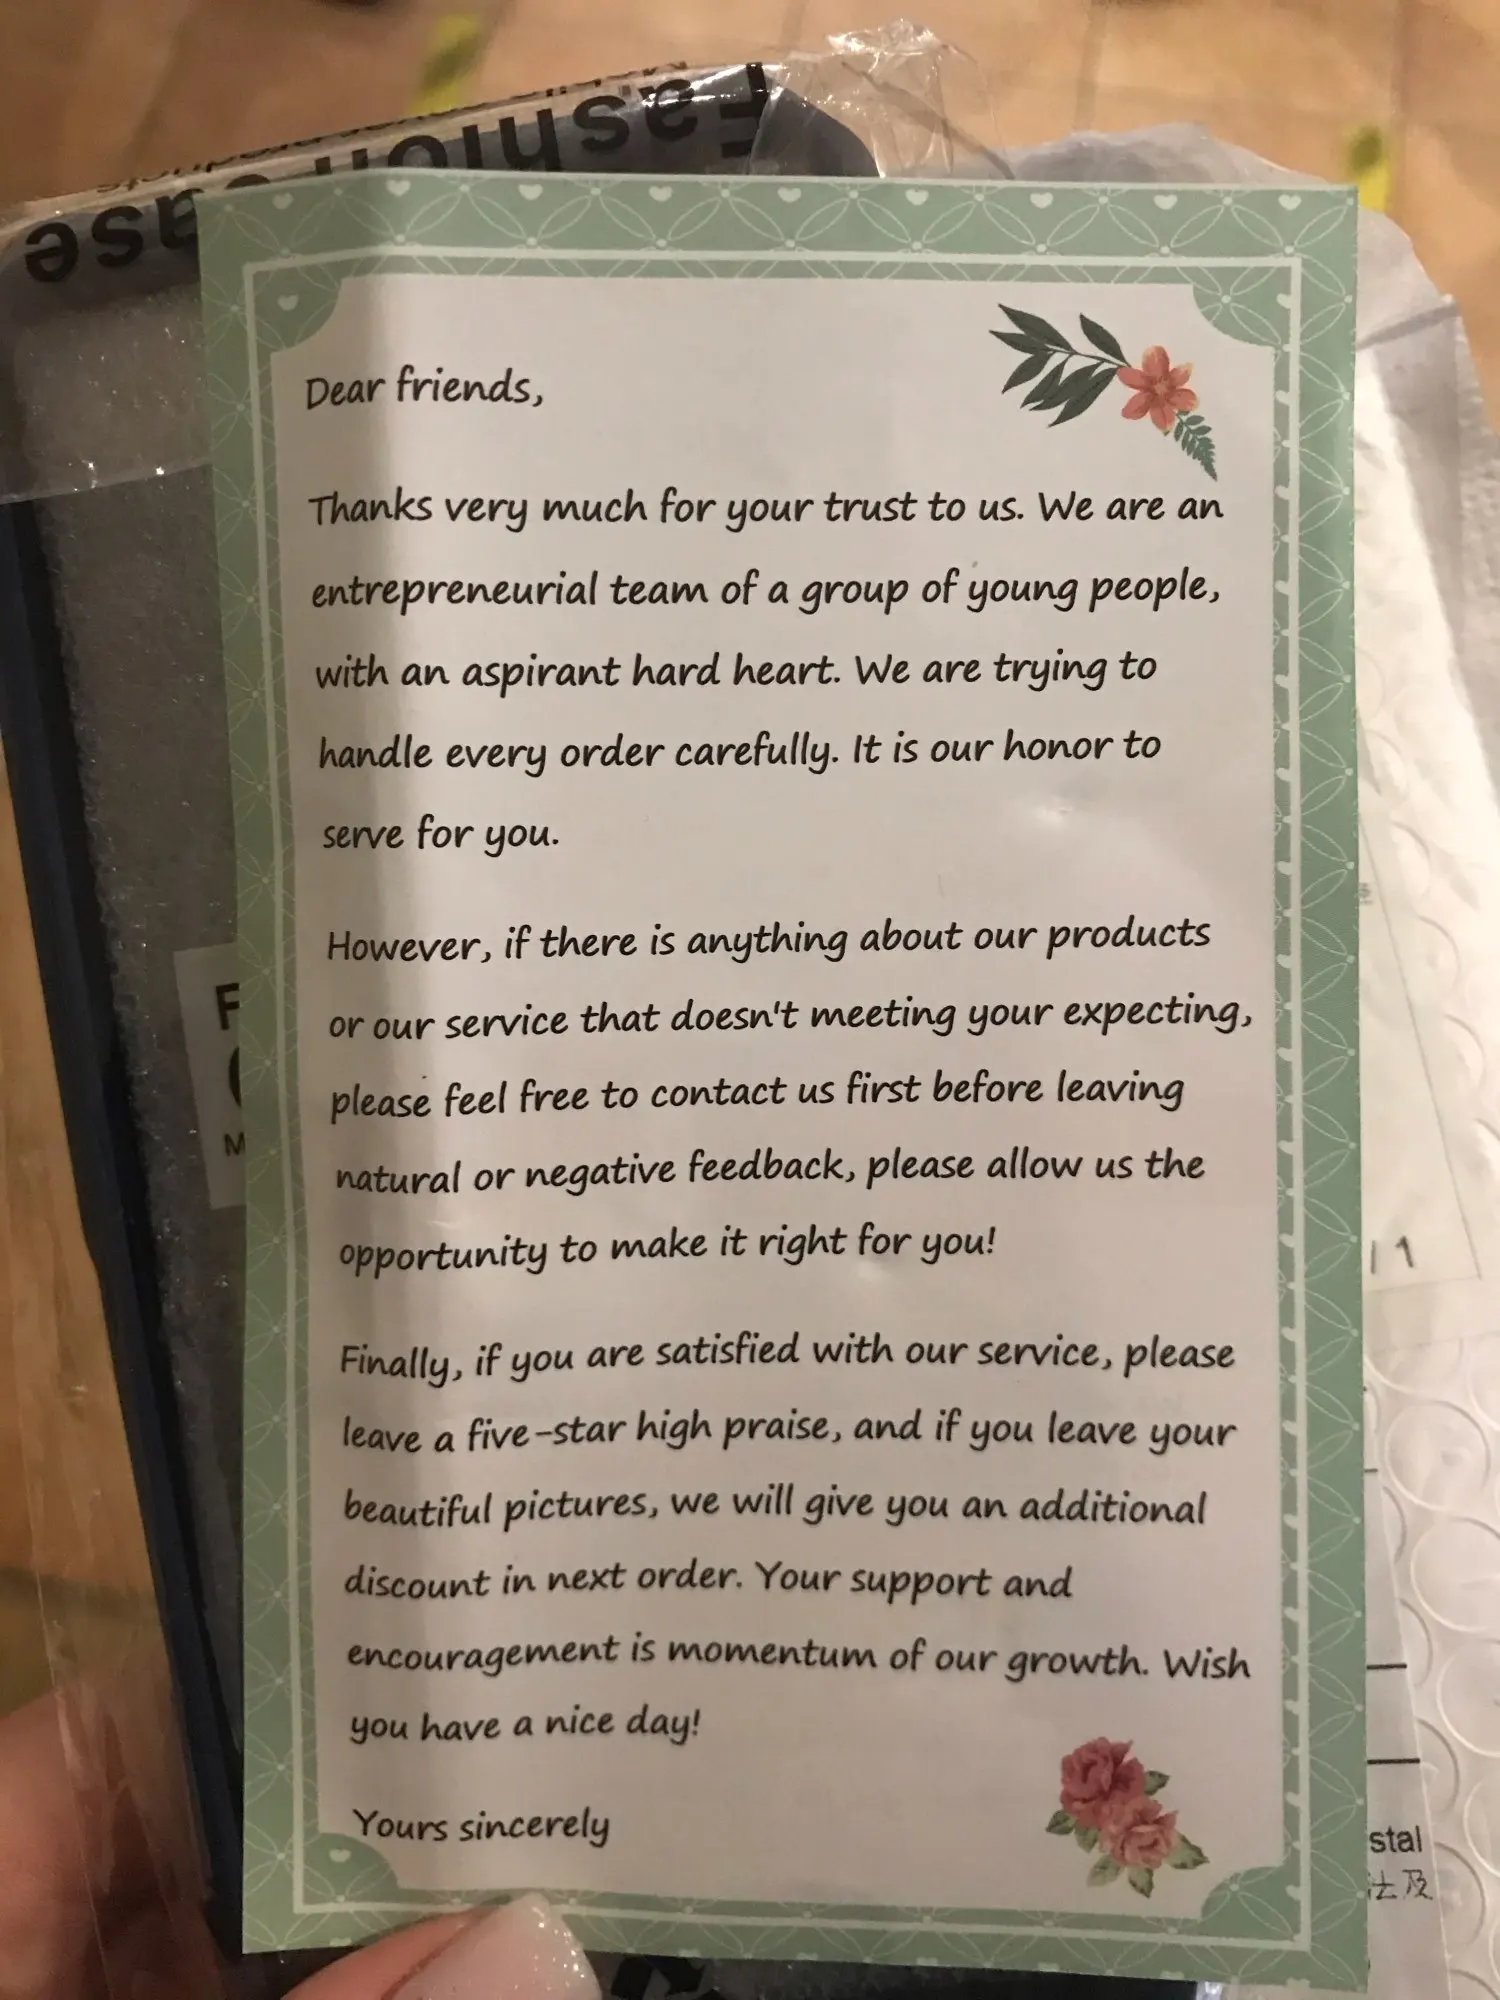 Fashion Case
Dear friends,
Thanks very much for your trust to us. We are an
entrepreneurial team of a group of young people,
with an aspirant hard heart. We are trying to
handle every order carefully. It is our honor to
serve for you.
However, if there is anything about our products
or our service that doesn't meeting your expecting,
please feel free to contact us first before leaving
natural or negative feedback, please allow us the
opportunity to make it right for you!
Finally, if you are satisfied with our service, please
leave a five-star high praise, and if you leave your
beautiful pictures, we will give you an additional
discount in next order. Your support and
encouragement is momentum of our growth. Wish
you have a nice day!
Yours sincerely
F
M
/ 1
stal
法及